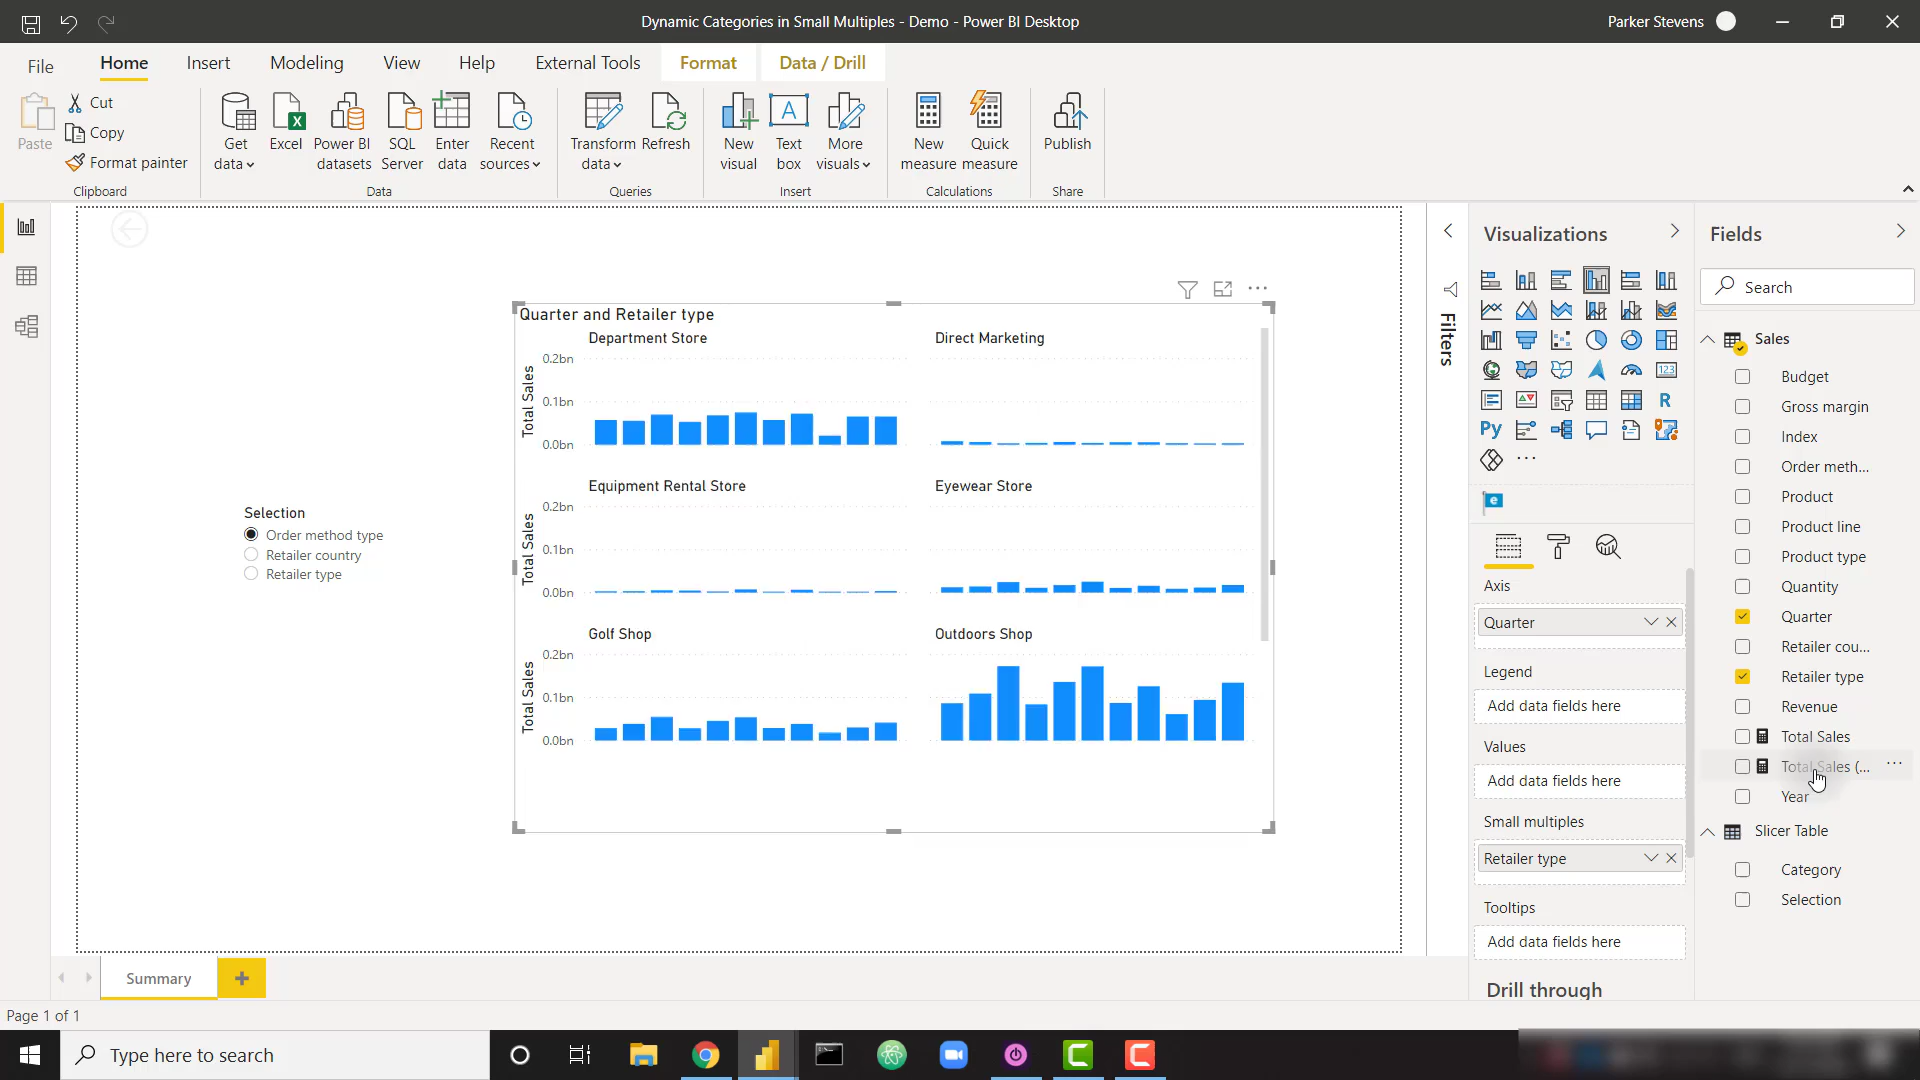 Dynamic Categories in Small Multiples - Demo - Power BI Desktop
Parker Stevens
File
Home
Insert
Modeling
View
Help
External Tools
Format
Data / Drill
Paste
Cut
Copy
Format painter
Clipboard
Get data
Excel
Power BI datasets
SQL Server
Enter data
Recent sources
Data
Transform data
Refresh
Queries
New visual
Text box
More visuals
Insert
New measure
Quick measure
Calculations
Publish
Share
Quarter and Retailer type
Department Store
Direct Marketing
Total Sales
0.2bn
0.1bn
0.0bn
Equipment Rental Store
Eyewear Store
Total Sales
0.2bn
0.1bn
0.0bn
Golf Shop
Outdoors Shop
Total Sales
0.2bn
0.1bn
0.0bn
Selection
Order method type
Retailer country
Retailer type
Filters
Visualizations
123
R
Py
Axis
Quarter
Legend
Add data fields here
Values
Add data fields here
Small multiples
Retailer type
Tooltips
Add data fields here
Drill through
Fields
Search
Sales
Budget
Gross margin
Index
Order meth...
Product
Product line
Product type
Quantity
Quarter
Retailer cou...
Retailer type
Revenue
Total Sales
Total Sales (...
Year
Slicer Table
Category
Selection
Summary
Page 1 of 1
Type here to search